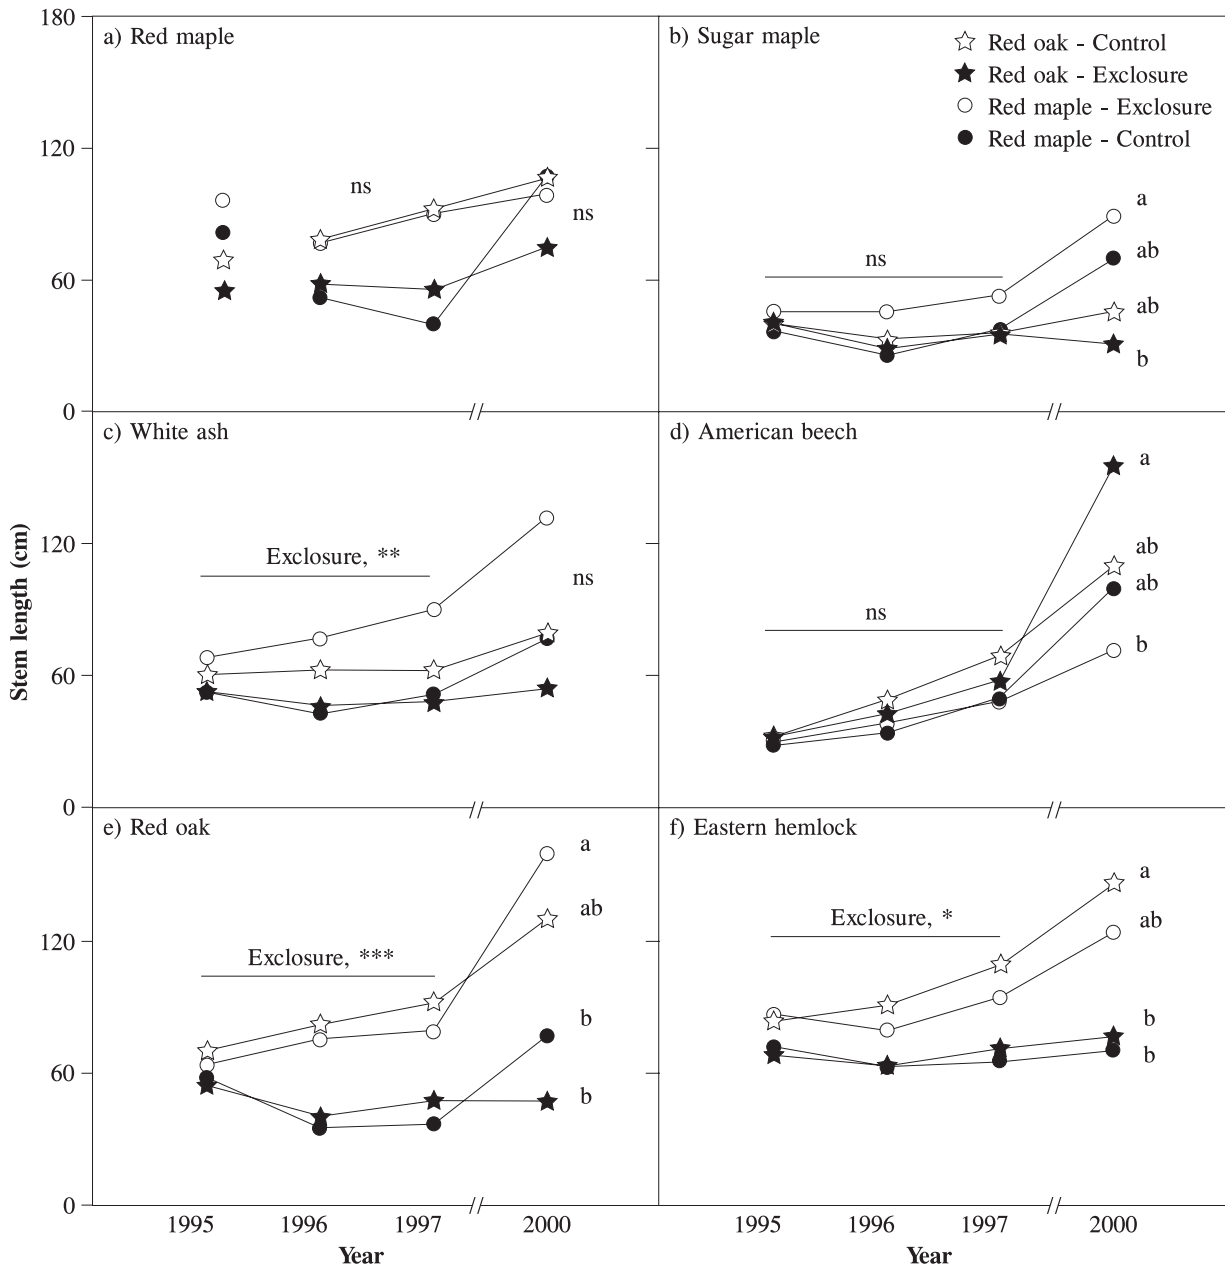 180
120
60
0
a) Red maple
ns
ns
b) Sugar maple
Red oak - Control
Red oak - Exclosure
Red maple - Exclosure
Red maple - Control
ns
a
ab
ab
b
Stem length (cm)
120
60
0
c) White ash
Exclosure, **
ns
d) American beech
ns
a
ab
ab
b
120
60
0
e) Red oak
Exclosure, ***
a
ab
b
b
f) Eastern hemlock
Exclosure, *
a
ab
b
b
1995 1996 1997 2000
Year
1995 1996 1997 2000
Year